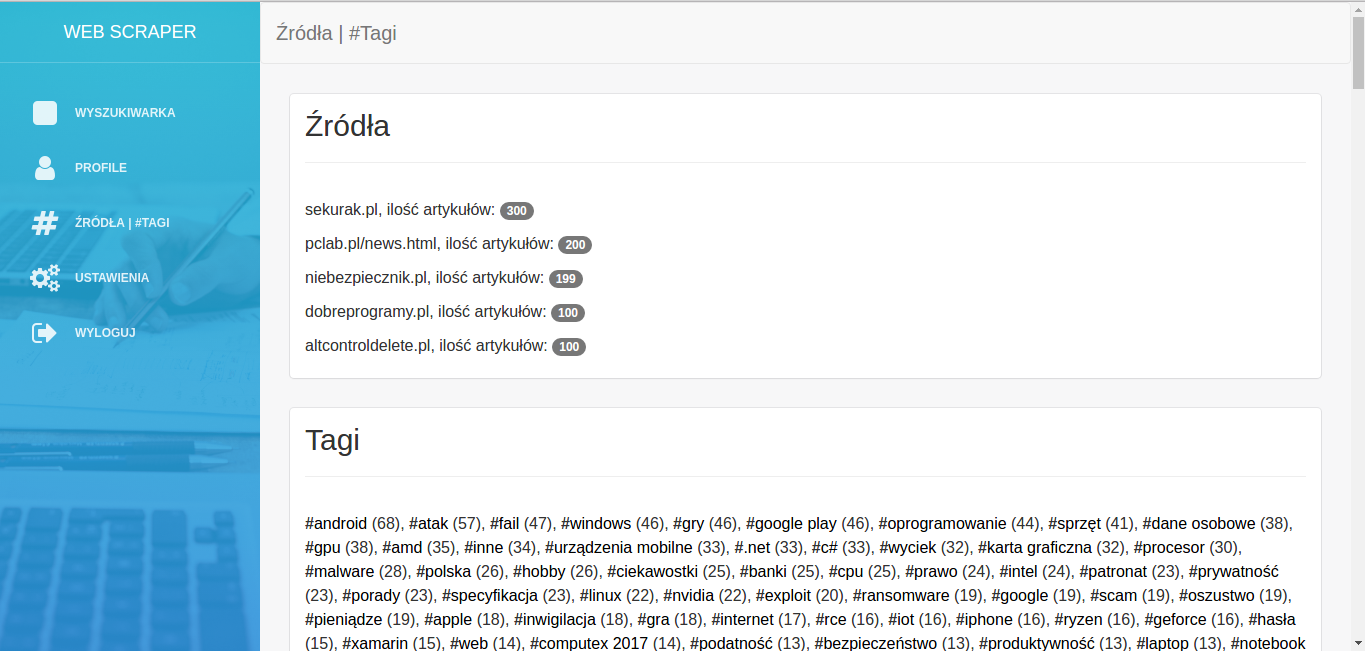 WEB SCRAPER
Źródła | #Tagi
WYSZUKIWARKA
PROFILE
ŹRÓDŁA | #TAGI
USTAWIENIA
WYLOGUJ
Źródła
sekurak.pl, ilość artykułów: 300
pclab.pl/news.html, ilość artykułów: 200
niebezpiecznik.pl, ilość artykułów: 199
dobreprogramy.pl, ilość artykułów: 100
altcontroldelete.pl, ilość artykułów: 100
Tagi
#android (68), #atak (57), #fail (47), #windows (46), #gry (46), #google play (46), #oprogramowanie (44), #sprzęt (41), #dane osobowe (38),
#gpu (38), #amd (35), #inne (34), #urządzenia mobilne (33), #.net (33), #c# (33), #wyciek (32), #karta graficzna (32), #procesor (30),
#malware (28), #polska (26), #hobby (26), #ciekawostki (25), #banki (25), #cpu (25), #prawo (24), #intel (24), #patronat (23), #prywatność
(23), #porady (23), #specyfikacja (23), #linux (22), #nvidia (22), #exploit (20), #ransomware (19), #google (19), #scam (19), #oszustwo (19),
#pieniądze (19), #apple (18), #inwigilacja (18), #gra (18), #internet (17), #rce (16), #iot (16), #iphone (16), #ryzen (16), #geforce (16), #hasła
(15), #xamarin (15), #web (14), #computex 2017 (14), #podatność (13), #bezpieczeństwo (13), #produktywność (13), #laptop (13), #notebook